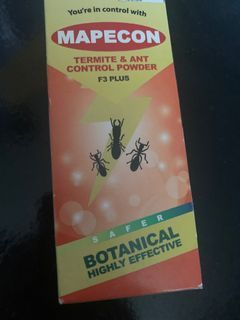 You're in control with
MAPECON
TERMITE & ANT
CONTROL POWDER
F3 PLUS
SAFER
BOTANICAL
HIGHLY EFFECTIVE